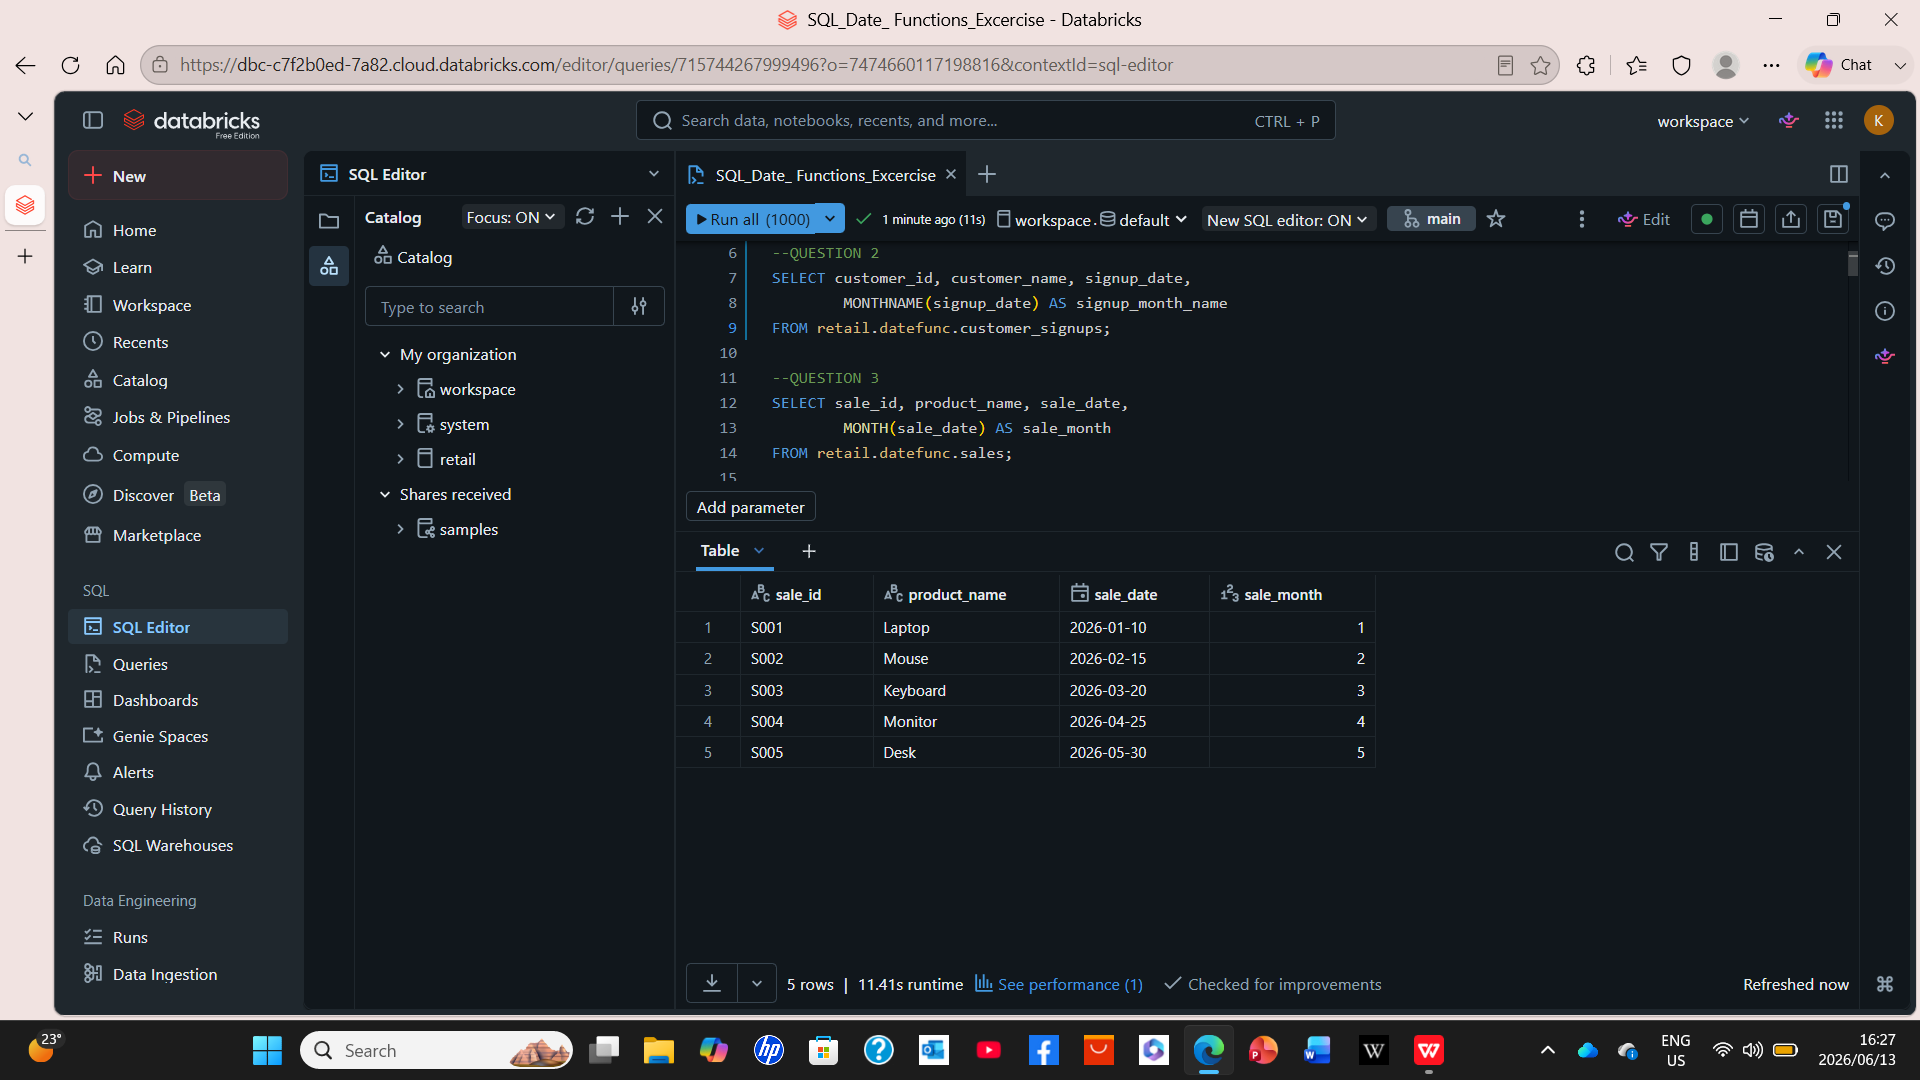 SQL_Date_ Functions_Excercise - Databricks
https://dbc-c7f2b0ed-7a82.cloud.databricks.com/editor/queries/715744267999496?o=7474660117198816&contextId=sql-editor
Chat
databricks
Free Edition
Search data, notebooks, recents, and more...
CTRL + P
workspace
K
New
Home
Learn
Workspace
Recents
Catalog
Jobs & Pipelines
Compute
Discover Beta
Marketplace
SQL
SQL Editor
Queries
Dashboards
Genie Spaces
Alerts
Query History
SQL Warehouses
Data Engineering
Runs
Data Ingestion
SQL Editor
Catalog
Focus: ON
Catalog
Type to search
My organization
workspace
system
retail
Shares received
samples
SQL_Date_ Functions_Excercise
Run all (1000)
1 minute ago (11s)
workspace. default
New SQL editor: ON
main
Edit
6 --QUESTION 2
7 SELECT customer_id, customer_name, signup_date,
8 MONTHNAME(signup_date) AS signup_month_name
9 FROM retail.datefunc.customer_signups;
10
11 --QUESTION 3
12 SELECT sale_id, product_name, sale_date,
13 MONTH(sale_date) AS sale_month
14 FROM retail.datefunc.sales;
15
Add parameter
Table
sale_id product_name sale_date sale_month
1 S001 Laptop 2026-01-10 1
2 S002 Mouse 2026-02-15 2
3 S003 Keyboard 2026-03-20 3
4 S004 Monitor 2026-04-25 4
5 S005 Desk 2026-05-30 5
5 rows | 11.41s runtime
See performance (1)
Checked for improvements
Refreshed now
23°
Search
ENG
US
16:27
2026/06/13